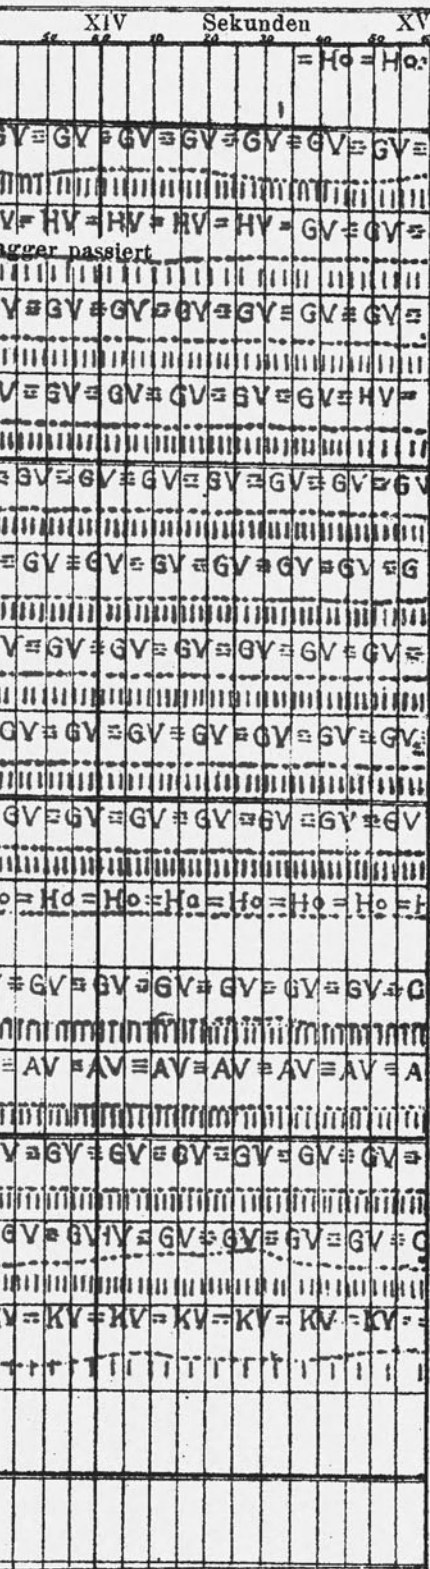 XIV Sekunden XV
50 60 10 20 30 40 50 6
= Ho = Ho:
GV = GV = GV = GV = GV = GV = GV =
V = HV = HV = HV = HV = GV = GV =
agger passiert
V = GV = GV = GV = GV = GV = GV =
V = GV = GV = GV = GV = GV = HV =
= GV = GV = GV = GV = GV = GV = GV
= GV = GV = GV = GV = GV = GV = G
V = GV = GV = GV = GV = GV = GV =
GV = GV = GV = GV = GV = GV = GV
GV = GV = GV = GV = GV = GV = GV
o = Ho = Ho = Ho = Ho = Ho = Ho = H
= GV = GV = GV = GV = GV = GV = G
= AV = AV ≡ AV = AV = AV ≡ AV = A
V = GV = GV = GV = GV = GV = GV =
GV = GV1V = GV = GV = GV = GV = G
V = KV = KV = KV = KV = KV = KV =